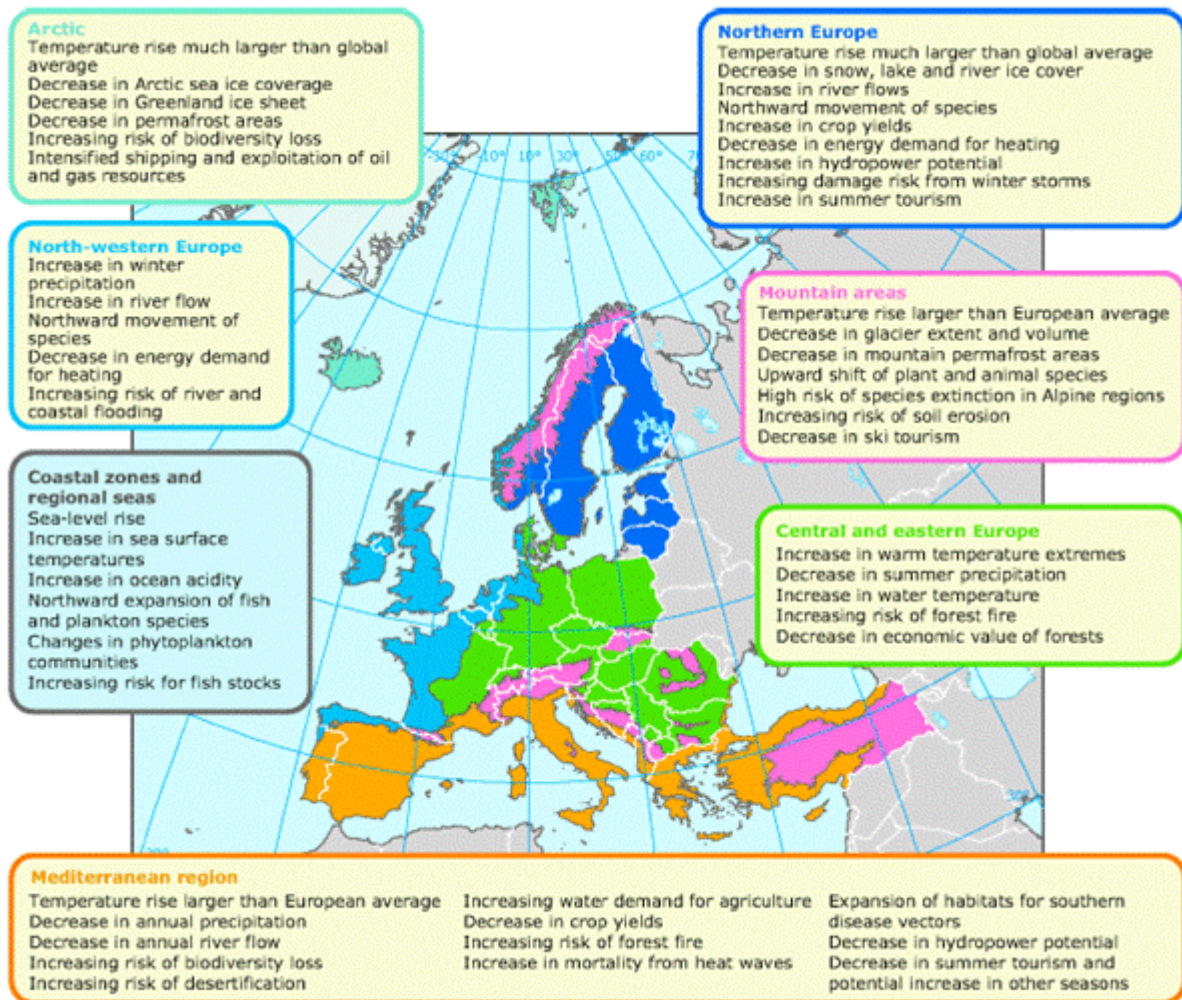 Arctic
Temperature rise much larger than global
average
Decrease in Arctic sea ice coverage
Decrease in Greenland ice sheet
Decrease in permafrost areas
Increasing risk of biodiversity loss
Intensified shipping and exploitation of oil
and gas resources
Northern Europe
Temperature rise much larger than global average
Decrease in snow, lake and river ice cover
Increase in river flows
Northward movement of species
Increase in crop yields
Decrease in energy demand for heating
Increase in hydropower potential
Increasing damage risk from winter storms
Increase in summer tourism
-10° 10° 30° 50° 60°
North-western Europe
Increase in winter
precipitation
Increase in river flow
Northward movement of
species
Decrease in energy demand
for heating
Increasing risk of river and
coastal flooding
Mountain areas
Temperature rise larger than European average
Decrease in glacier extent and volume
Decrease in mountain permafrost areas
Upward shift of plant and animal species
High risk of species extinction in Alpine regions
Increasing risk of soil erosion
Decrease in ski tourism
Coastal zones and
regional seas
Sea-level rise
Increase in sea surface
temperatures
Increase in ocean acidity
Northward expansion of fish
and plankton species
Changes in phytoplankton
communities
Increasing risk for fish stocks
Central and eastern Europe
Increase in warm temperature extremes
Decrease in summer precipitation
Increase in water temperature
Increasing risk of forest fire
Decrease in economic value of forests
Mediterranean region
Temperature rise larger than European average
Decrease in annual precipitation
Decrease in annual river flow
Increasing risk of biodiversity loss
Increasing risk of desertification
Increasing water demand for agriculture
Decrease in crop yields
Increasing risk of forest fire
Increase in mortality from heat waves
Expansion of habitats for southern
disease vectors
Decrease in hydropower potential
Decrease in summer tourism and
potential increase in other seasons